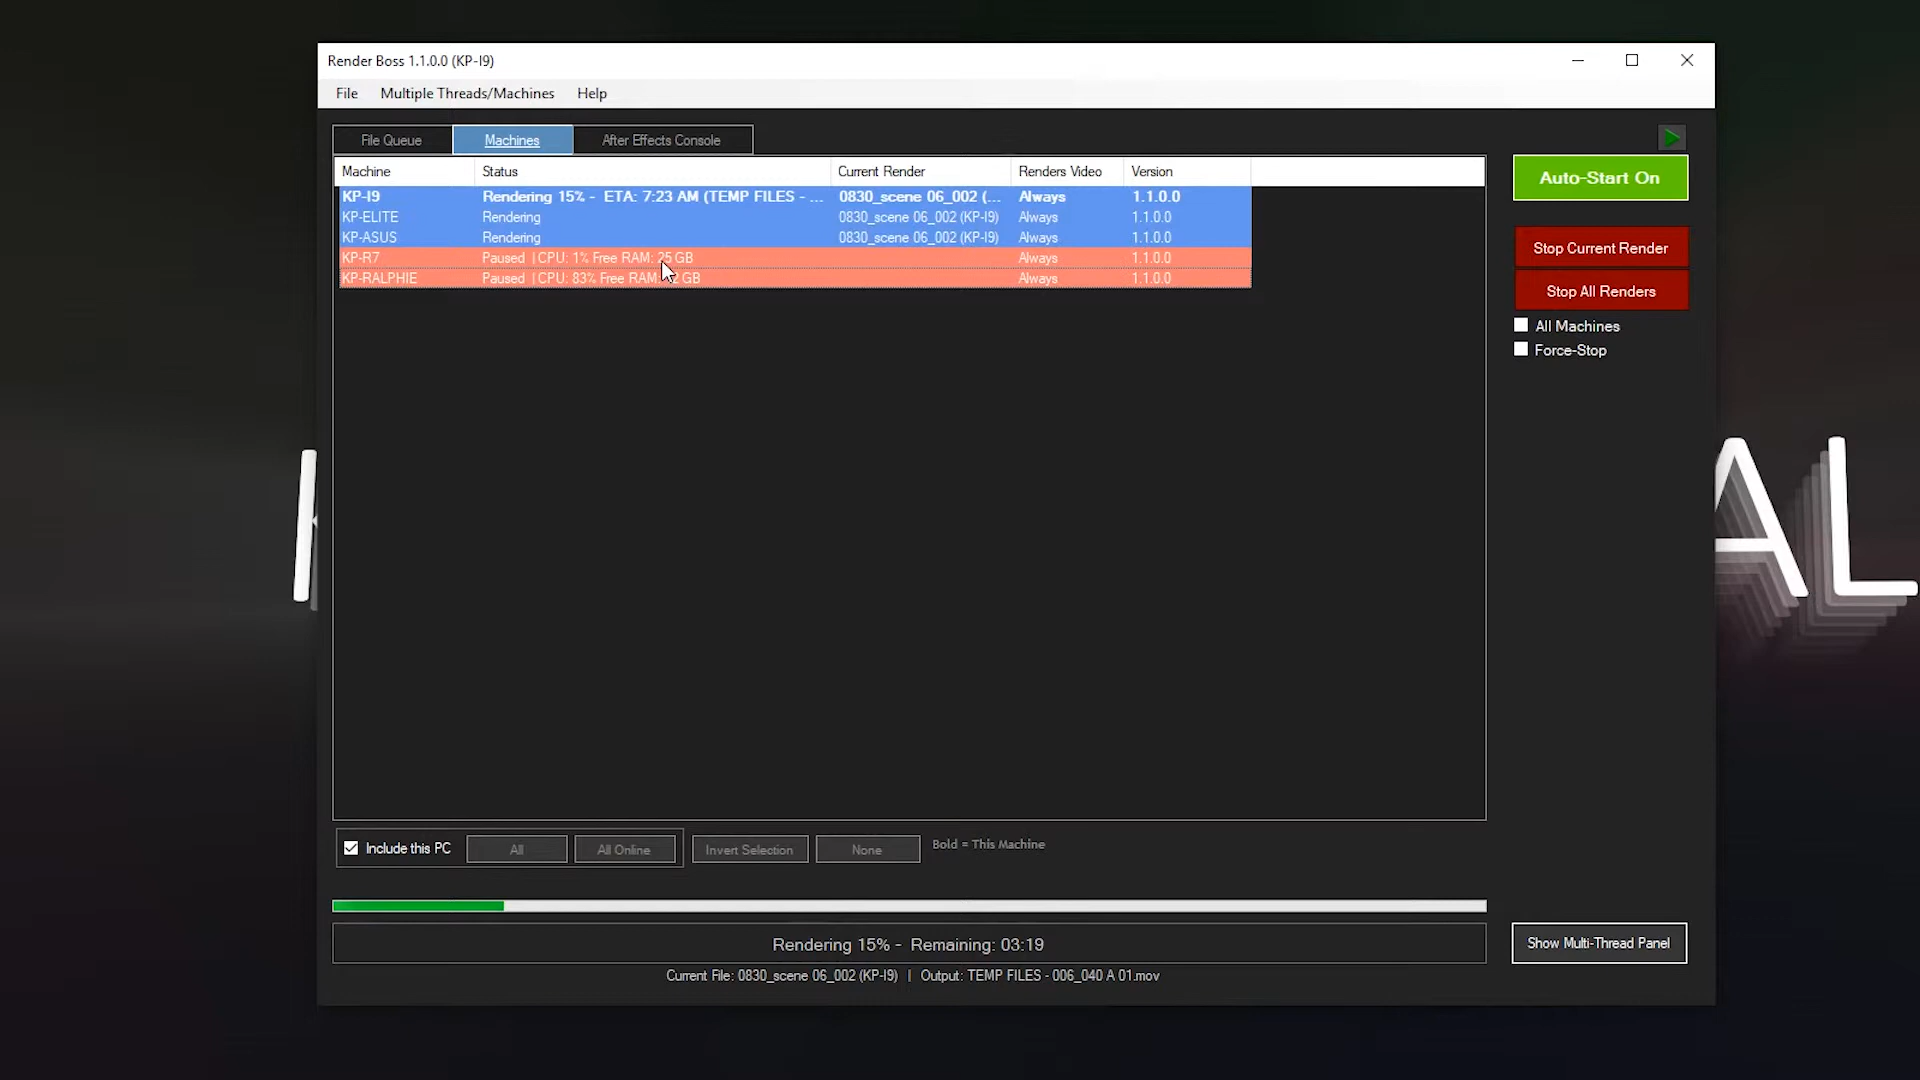 Render Boss 1.1.0.0 (KP-I9)
File Multiple Threads/Machines Help
File Queue Machines After Effects Console
Auto-Start On
Machine Status Current Render Renders Video Version
KP-I9 Rendering 15% - ETA: 7:23 AM (TEMP FILES - ... 0830_scene 06_002 (... Always 1.1.0.0
KP-ELITE Rendering 0830_scene 06_002 (KP-I9) Always 1.1.0.0
KP-ASUS Rendering 0830_scene 06_002 (KP-I9) Always 1.1.0.0
KP-R7 Paused | CPU: 1% Free RAM: 25 GB Always 1.1.0.0
KP-RALPHIE Paused | CPU: 83% Free RAM: GB Always 1.1.0.0
Stop Current Render
Stop All Renders
All Machines
Force-Stop
AL
Include this PC All All Online Invert Selection None Bold = This Machine
Rendering 15% - Remaining: 03:19
Show Multi-Thread Panel
Current File: 0830_scene 06_002 (KP-I9) | Output: TEMP FILES - 006_040 A 01.mov